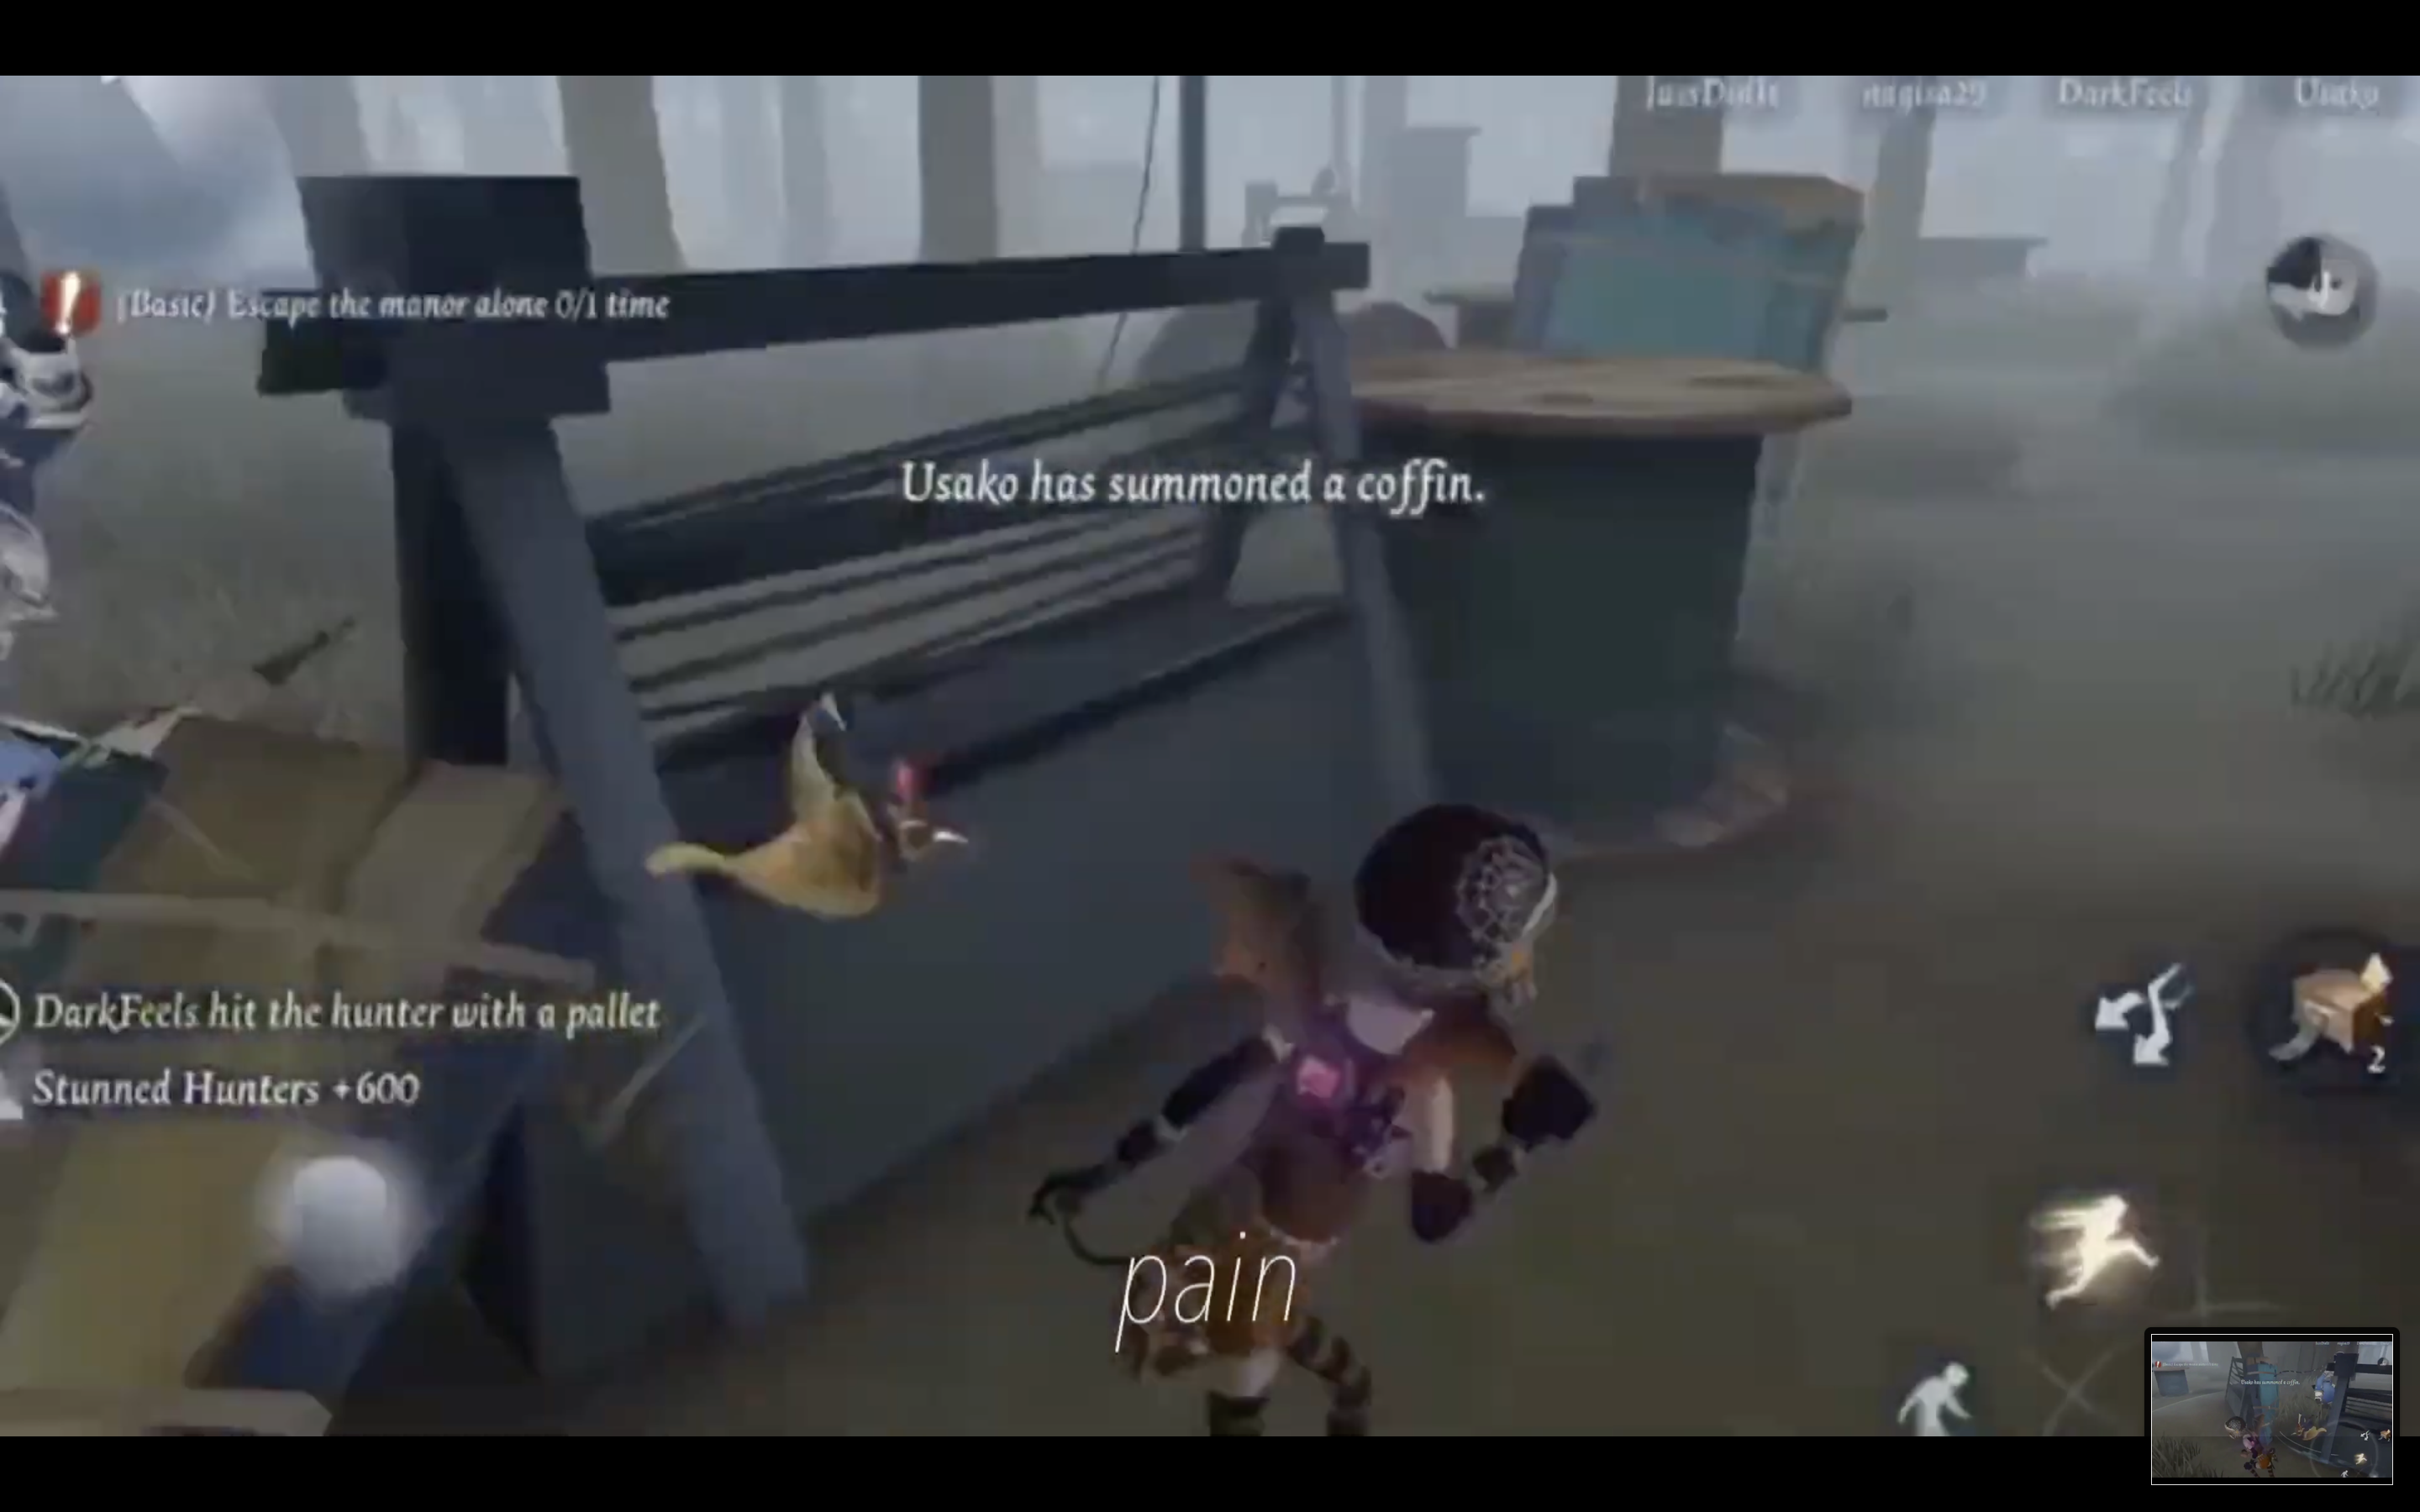 DarkFeels
Usako
(Basic) Escape the manor alone 0/1 time
Usako has summoned a coffin.
DarkFeels hit the hunter with a pallet
Stunned Hunters +600
2
pain